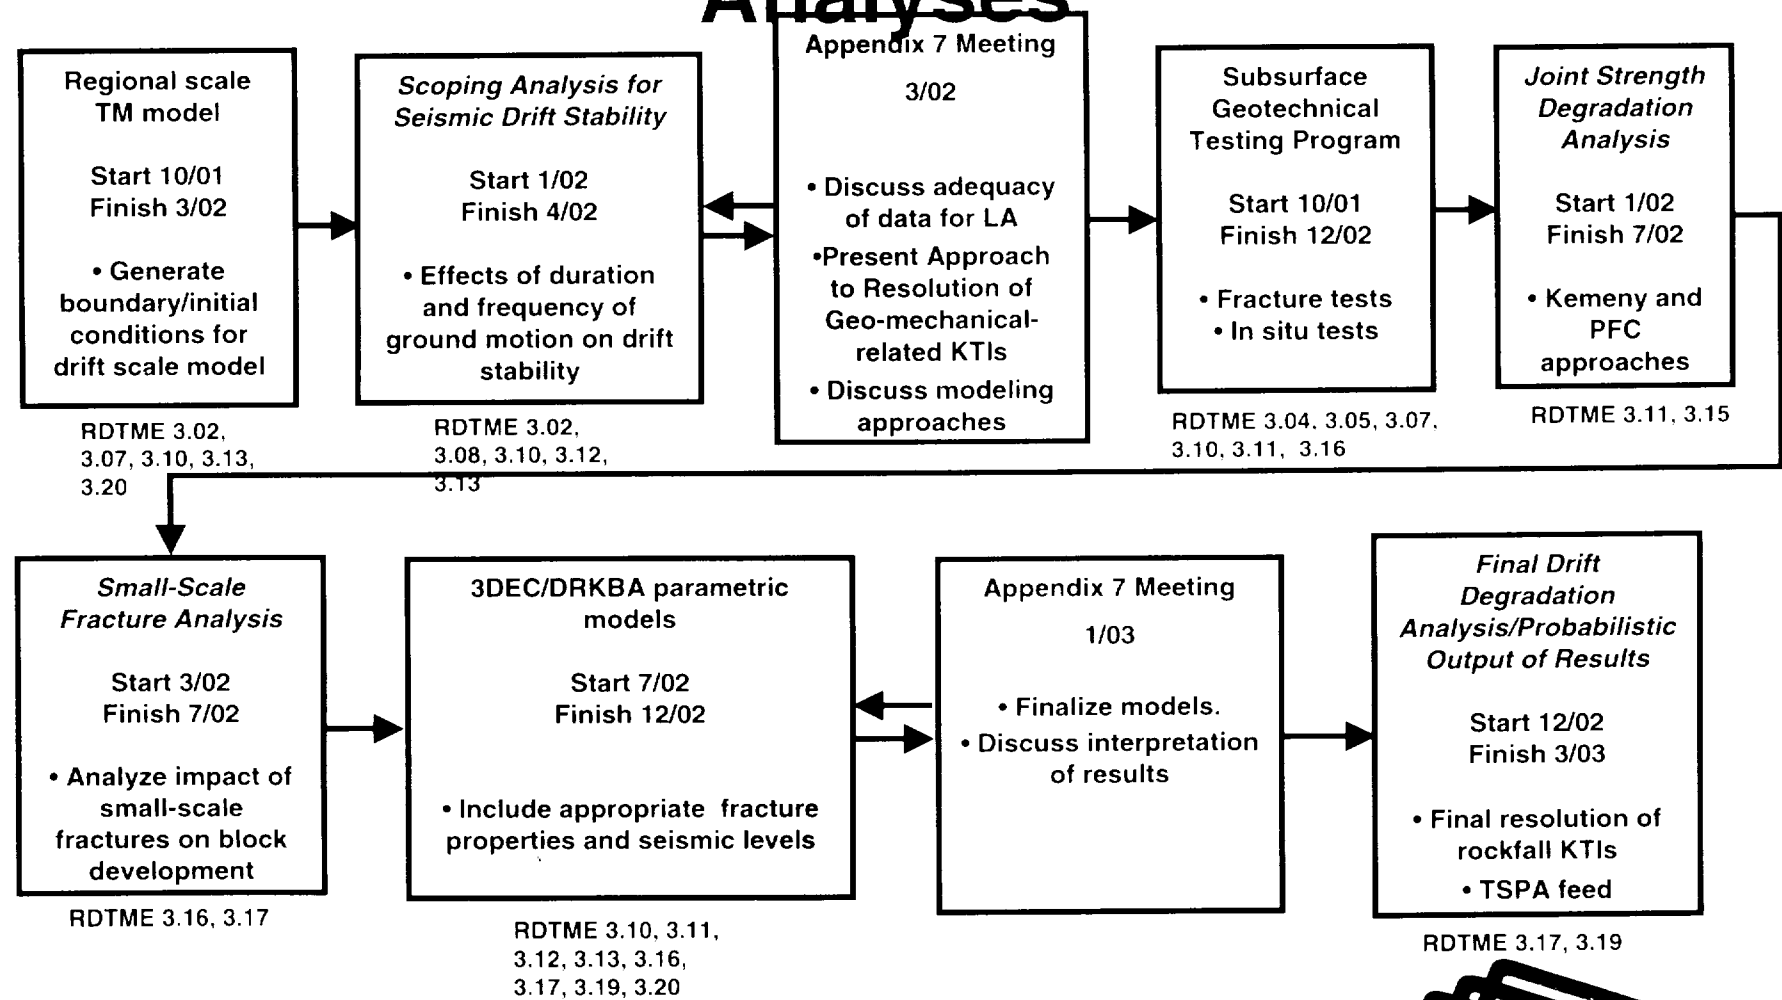 Analyses
Regional scale
TM model
Start 10/01
Finish 3/02
• Generate
boundary/initial
conditions for
drift scale model
RDTME 3.02,
3.07, 3.10, 3.13,
3.20
Scoping Analysis for
Seismic Drift Stability
Start 1/02
Finish 4/02
• Effects of duration
and frequency of
ground motion on drift
stability
RDTME 3.02,
3.08, 3.10, 3.12,
3.13
Appendix 7 Meeting
3/02
• Discuss adequacy
of data for LA
•Present Approach
to Resolution of
Geo-mechanical-
related KTIs
• Discuss modeling
approaches
Subsurface
Geotechnical
Testing Program
Start 10/01
Finish 12/02
• Fracture tests
• In situ tests
RDTME 3.04, 3.05, 3.07,
3.10, 3.11, 3.16
Joint Strength
Degradation
Analysis
Start 1/02
Finish 7/02
• Kemeny and
PFC
approaches
RDTME 3.11, 3.15
Small-Scale
Fracture Analysis
Start 3/02
Finish 7/02
• Analyze impact of
small-scale
fractures on block
development
RDTME 3.16, 3.17
3DEC/DRKBA parametric
models
Start 7/02
Finish 12/02
• Include appropriate fracture
properties and seismic levels
RDTME 3.10, 3.11,
3.12, 3.13, 3.16,
3.17, 3.19, 3.20
Appendix 7 Meeting
1/03
• Finalize models.
• Discuss interpretation
of results
Final Drift
Degradation
Analysis/Probabilistic
Output of Results
Start 12/02
Finish 3/03
• Final resolution of
rockfall KTIs
• TSPA feed
RDTME 3.17, 3.19